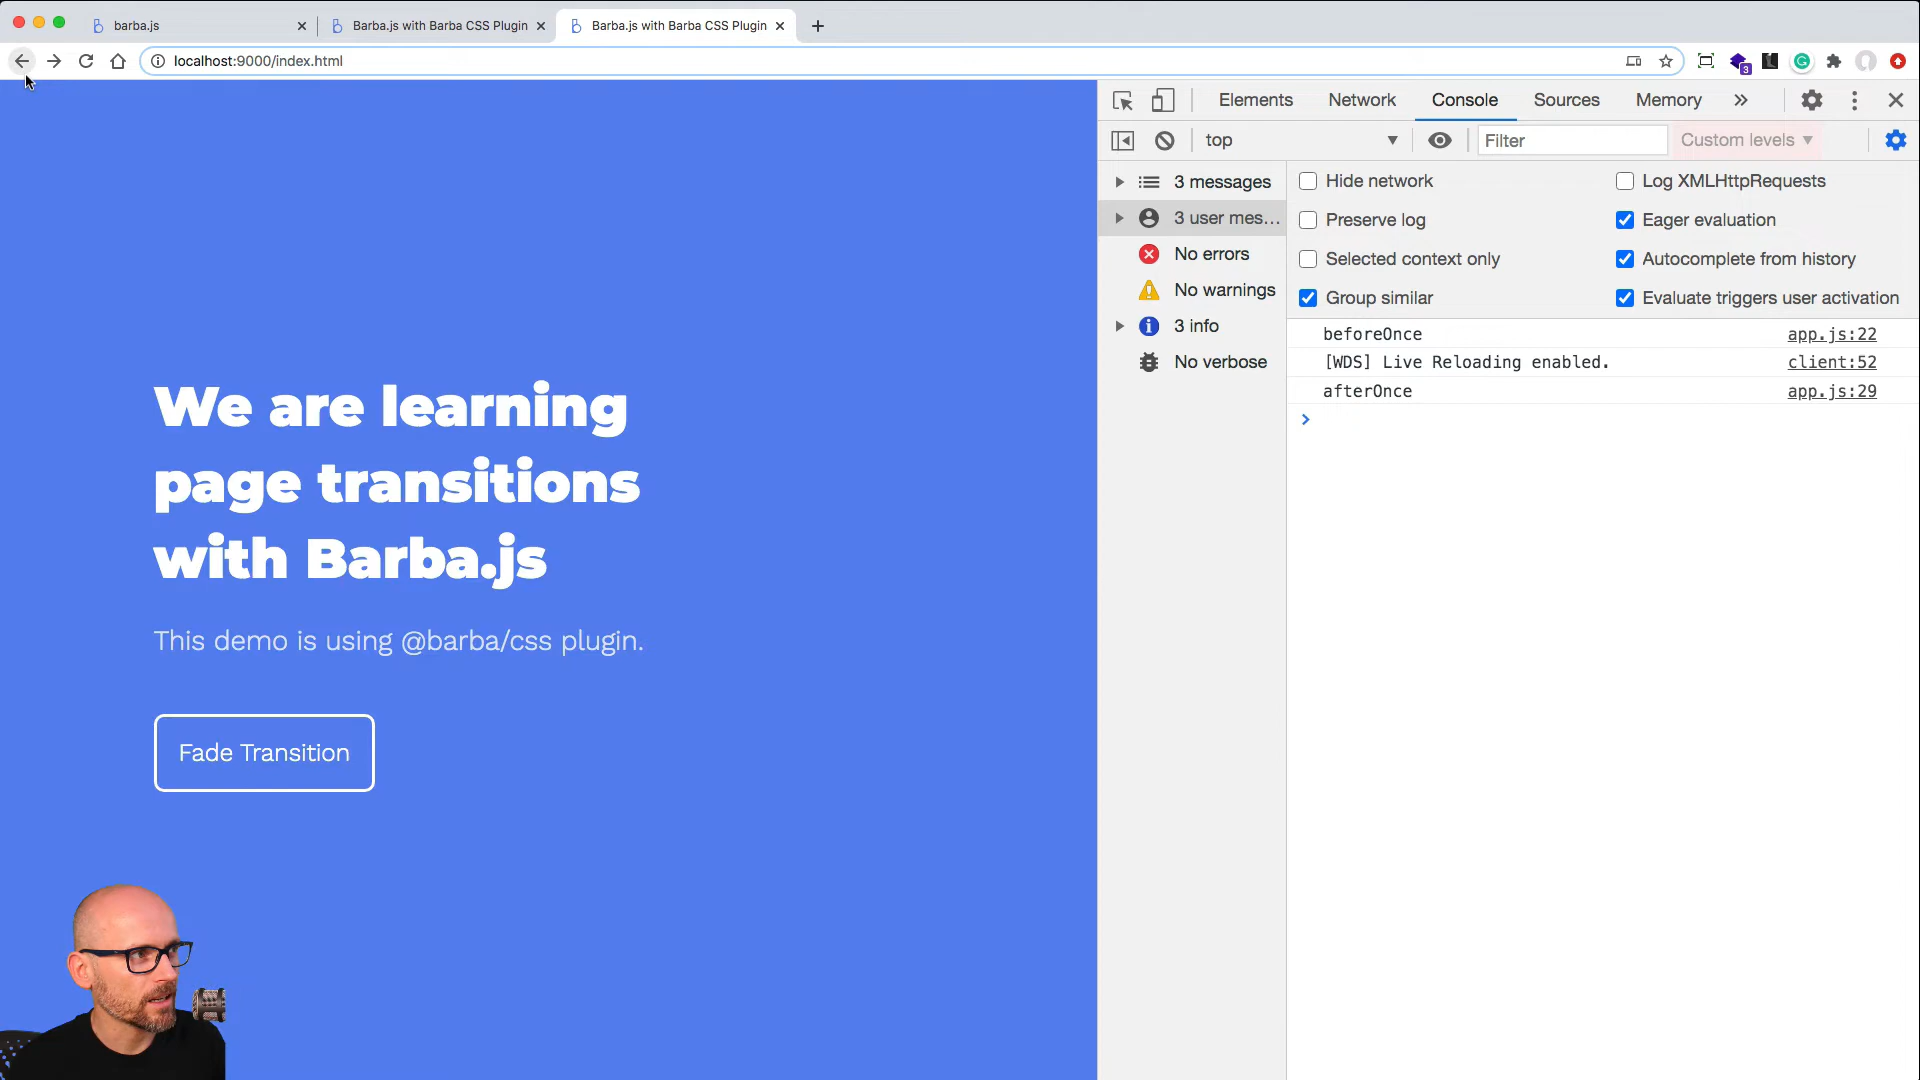 barba.js
Barba.js with Barba CSS Plugin
Barba.js with Barba CSS Plugin
localhost:9000/index.html
3
Elements
Network
Console
Sources
Memory
top
Filter
Custom levels
3 messages
3 user mes...
No errors
No warnings
3 info
No verbose
Hide network
Log XMLHttpRequests
Preserve log
Eager evaluation
Selected context only
Autocomplete from history
Group similar
Evaluate triggers user activation
beforeOnce app.js:22
[WDS] Live Reloading enabled. client:52
afterOnce app.js:29
We are learning
page transitions
with Barba.js
This demo is using @barba/css plugin.
Fade Transition